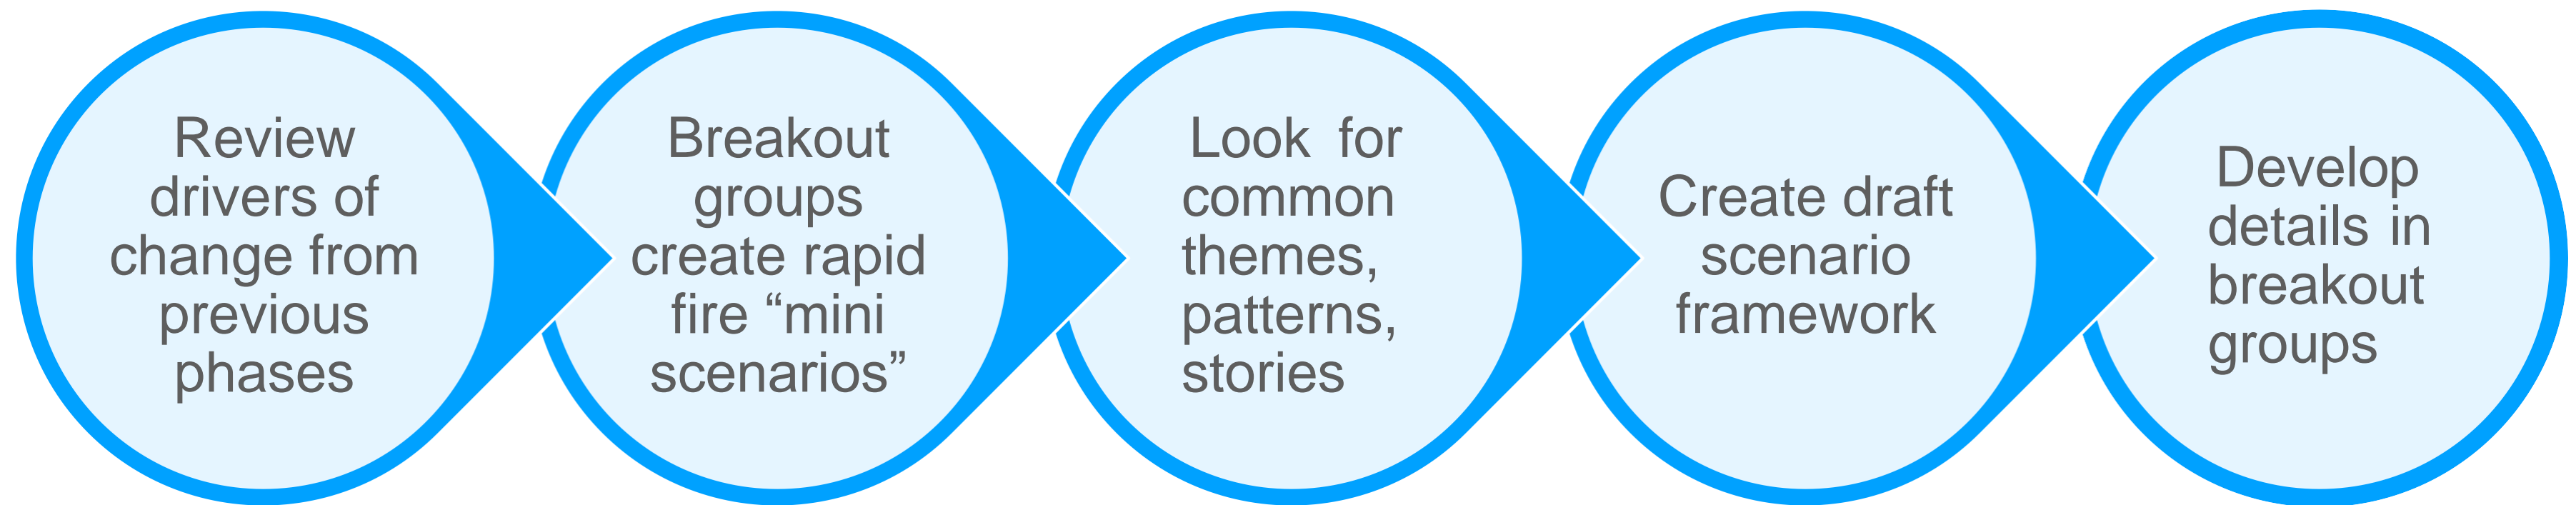 Review
drivers of
change from
previous
phases
Breakout
groups
create rapid
fire “mini
scenarios”
Look for
common
themes,
patterns,
stories
Create draft
scenario
framework
Develop
details in
breakout
groups